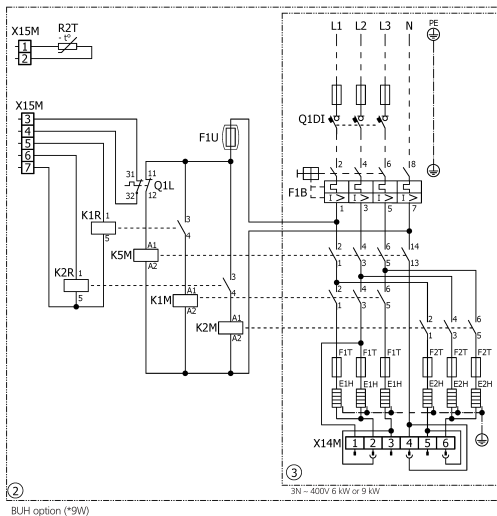 L1 L2 L3 N PE
X15M
R2T
- t°
1
2
X15M
3
4
5
6
7
F1U
Q1DI
31 11
Q1L
32 12
2 4 6 8
F1B
I > I > I > I >
1 3 5 7
K1R 1
5
3
4
K5M A1
A2
2 4 6 14
1 3 5 13
K2R 1
5
3
4
K1M A1
A2
2 4 6
1 3 5
K2M A1
A2
2 4 6
1 3 5
F1T F1T F1T F2T F2T F2T
E1H E1H E1H E2H E2H E2H
X14M 1 2 3 4 5 6
2
3
3N ~ 400V 6 kW or 9 kW
BUH option (*9W)